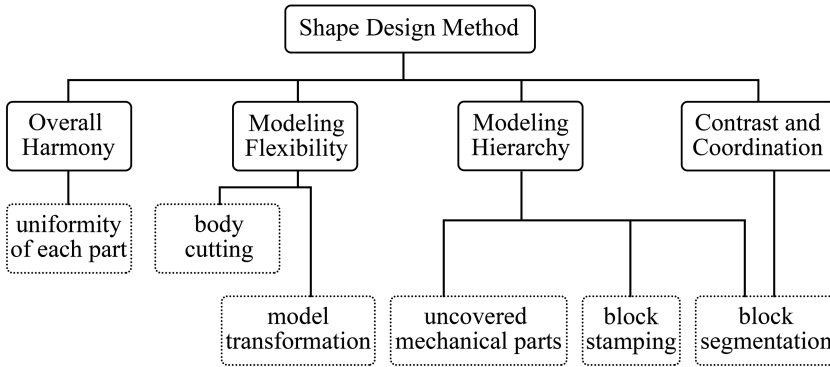 Shape Design Method
Overall
Harmony
Modeling
Flexibility
Modeling
Hierarchy
Contrast and
Coordination
uniformity
of each part
body
cutting
model
transformation
uncovered
mechanical parts
block
stamping
block
segmentation